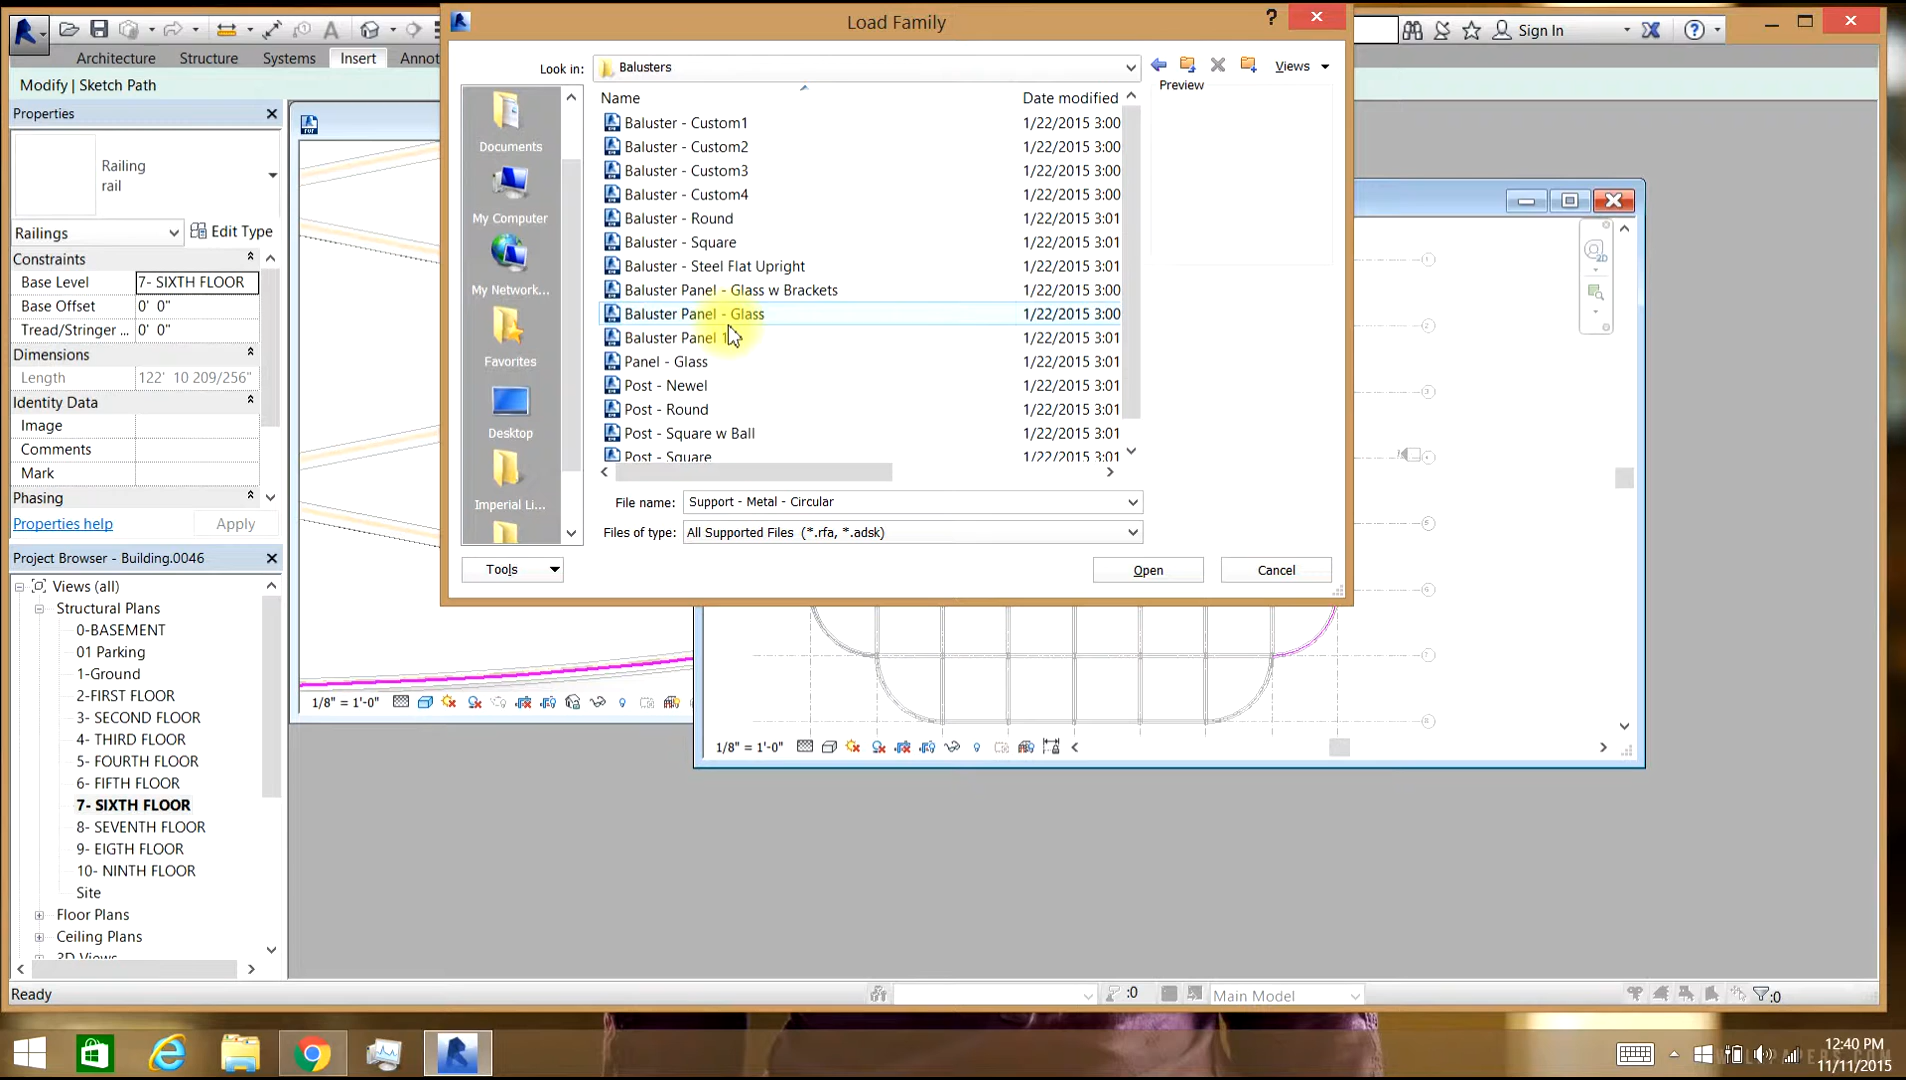 Load Family
?
Sign In
Architecture Structure Systems Insert Annot
Look in: Balusters Views
Modify | Sketch Path
Preview
Properties
Railing
rail
Railings Edit Type
Constraints
Base Level 7- SIXTH FLOOR
Base Offset 0' 0"
Tread/Stringer ... 0' 0"
Dimensions
Length 122' 10 209/256"
Identity Data
Image
Comments
Mark
Phasing
Properties help Apply
Documents
My Computer
My Network...
Favorites
Desktop
Imperial Li...
Name Date modified
Baluster - Custom1 1/22/2015 3:00
Baluster - Custom2 1/22/2015 3:00
Baluster - Custom3 1/22/2015 3:00
Baluster - Custom4 1/22/2015 3:00
Baluster - Round 1/22/2015 3:01
Baluster - Square 1/22/2015 3:01
Baluster - Steel Flat Upright 1/22/2015 3:01
Baluster Panel - Glass w Brackets 1/22/2015 3:00
Baluster Panel - Glass 1/22/2015 3:00
Baluster Panel 1 1/22/2015 3:01
Panel - Glass 1/22/2015 3:01
Post - Newel 1/22/2015 3:01
Post - Round 1/22/2015 3:01
Post - Square w Ball 1/22/2015 3:01
Post - Square 1/22/2015 3:01
File name: Support - Metal - Circular
Files of type: All Supported Files (*.rfa, *.adsk)
Tools Open Cancel
Project Browser - Building.0046
Views (all)
Structural Plans
0-BASEMENT
01 Parking
1-Ground
2-FIRST FLOOR
3- SECOND FLOOR
4- THIRD FLOOR
5- FOURTH FLOOR
6- FIFTH FLOOR
7- SIXTH FLOOR
8- SEVENTH FLOOR
9- EIGTH FLOOR
10- NINTH FLOOR
Site
Floor Plans
Ceiling Plans
3D Views
1/8" = 1'-0"
1/8" = 1'-0"
2D
Ready
:0
Main Model
:0
12:40 PM
11/11/2015